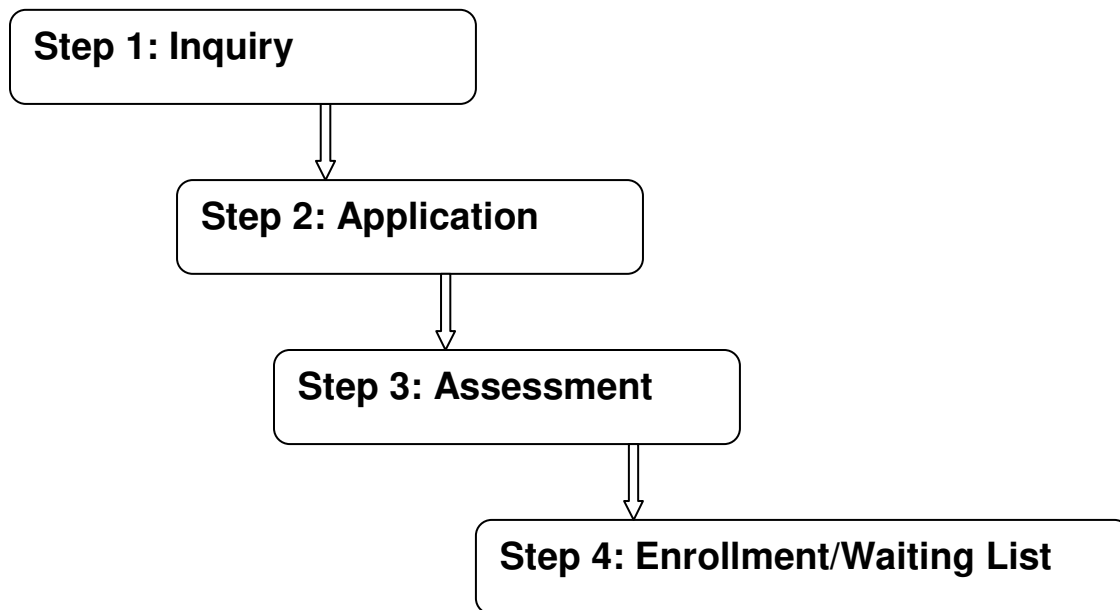 Step 1: Inquiry
Step 2: Application
Step 3: Assessment
Step 4: Enrollment/Waiting List